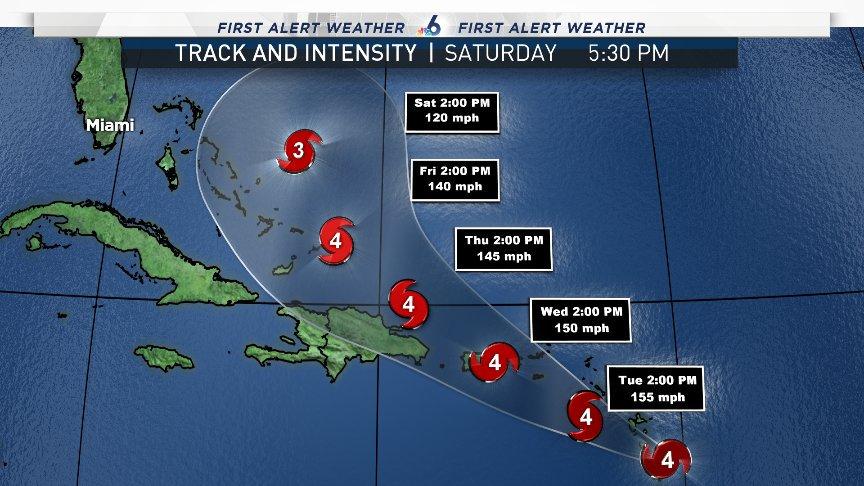 FIRST ALERT WEATHER 6 FIRST ALERT WEATHER
TRACK AND INTENSITY | SATURDAY 5:30 PM
Sat 2:00 PM
120 mph
Miami
3
Fri 2:00 PM
140 mph
4
Thu 2:00 PM
145 mph
4
Wed 2:00 PM
150 mph
4
Tue 2:00 PM
155 mph
4
4